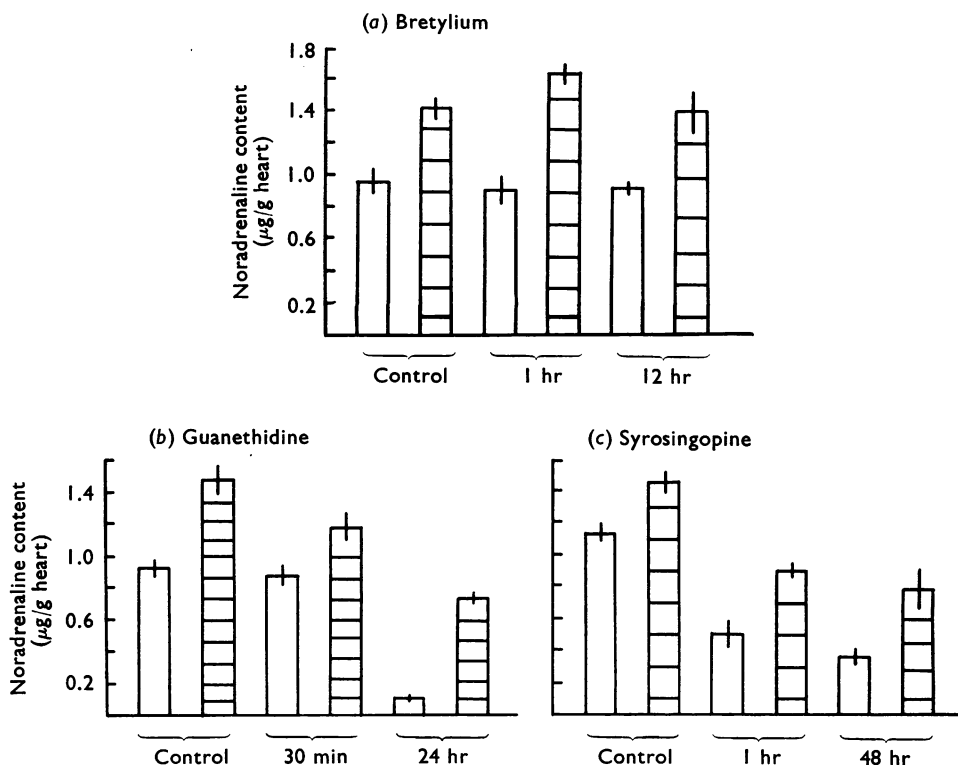 (a) Bretylium
1.8
1.4
1.0
0.6
0.2
Noradrenaline content
(μg/g heart)
Control
1 hr
12 hr
(b) Guanethidine
1.4
1.0
0.6
0.2
Noradrenaline content
(μg/g heart)
Control
30 min
24 hr
(c) Syrosingopine
Control
1 hr
48 hr